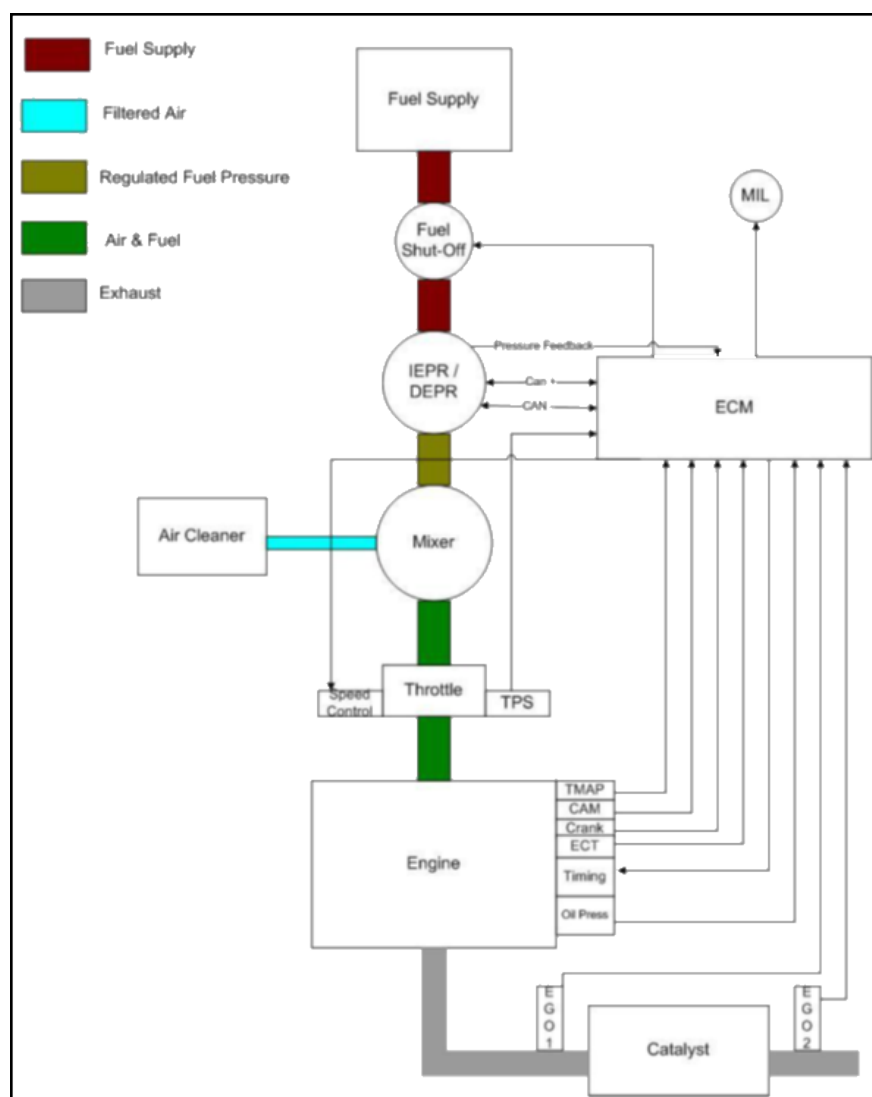 Fuel Supply
Filtered Air
Regulated Fuel Pressure
Air & Fuel
Exhaust
Fuel Supply
MIL
Fuel
Shut-Off
Pressure Feedback
IEPR /
DEPR
Can +
CAN -
ECM
Air Cleaner
Mixer
Speed
Control
Throttle
TPS
TMAP
CAM
Crank
ECT
Engine
Timing
Oil Press
E
G
O
1
E
G
O
2
Catalyst